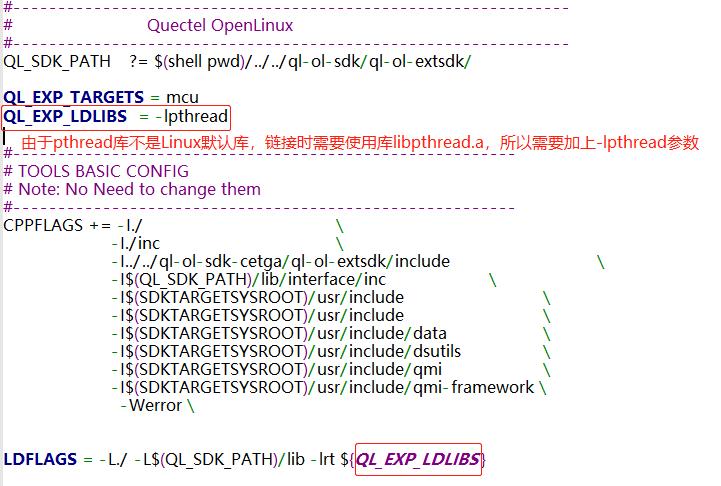 #---------------------------------------------------------------
#                    Quectel OpenLinux
#---------------------------------------------------------------
QL_SDK_PATH   ?= $(shell pwd)/../../ql-ol-sdk/ql-ol-extsdk/
QL_EXP_TARGETS = mcu
QL_EXP_LDLIBS  = -lpthread
由于pthread库不是Linux默认库，链接时需要使用库libpthread.a，所以需要加上-lpthread参数
#---------------------------------------------------------
# TOOLS BASIC CONFIG
# Note: No Need to change them
#---------------------------------------------------------
CPPFLAGS += -I./ \
-I./inc \
-I../../ql-ol-sdk-cetga/ql-ol-extsdk/include \
-I$(QL_SDK_PATH)/lib/interface/inc \
-I$(SDKTARGETSYSROOT)/usr/include \
-I$(SDKTARGETSYSROOT)/usr/include \
-I$(SDKTARGETSYSROOT)/usr/include/data \
-I$(SDKTARGETSYSROOT)/usr/include/dsutils \
-I$(SDKTARGETSYSROOT)/usr/include/qmi \
-I$(SDKTARGETSYSROOT)/usr/include/qmi-framework \
-Werror \
LDFLAGS = -L./ -L$(QL_SDK_PATH)/lib -lrt ${QL_EXP_LDLIBS}